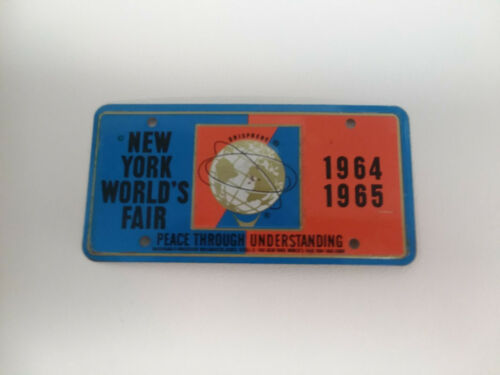 NEW
YORK
WORLD'S
FAIR
UNISPHERE
®
1964
1965
PEACE THROUGH UNDERSTANDING